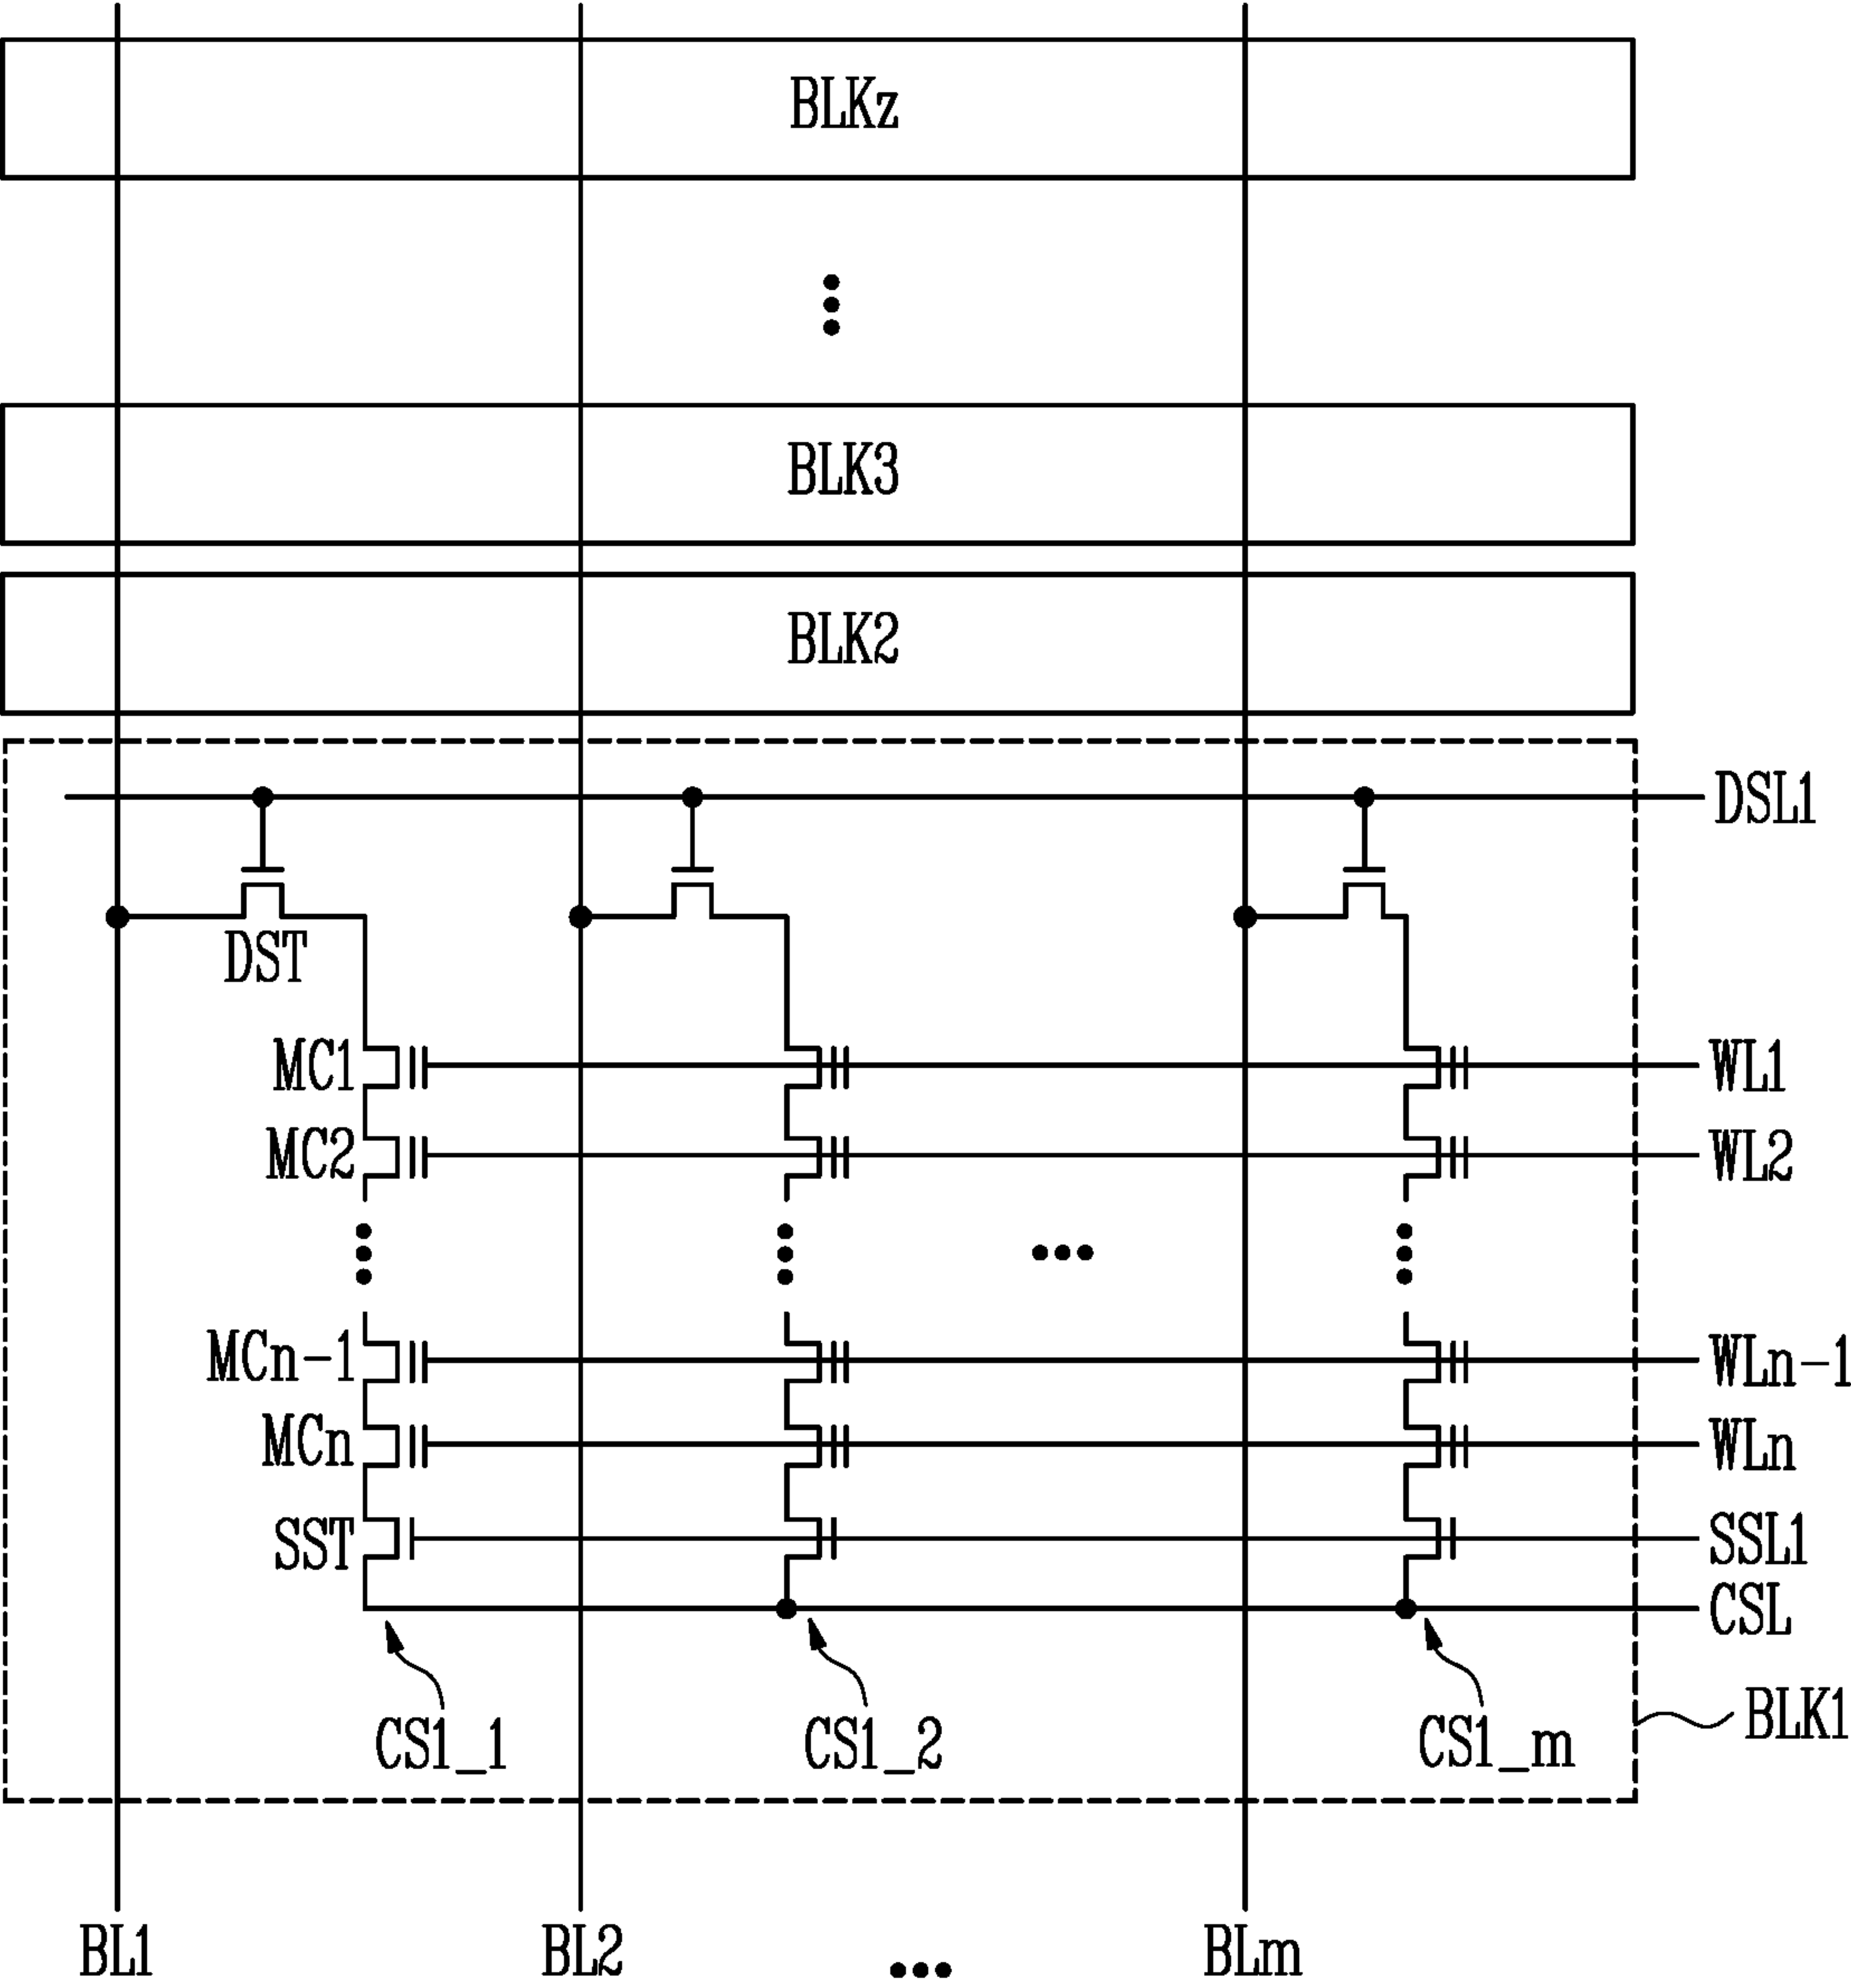 BLKz
BLK3
BLK2
DSL1
DST
MC1 WL1
MC2 WL2
MCn-1 WLn-1
MCn WLn
SST SSL1
CSL
BLK1
CS1_1 CS1_2 CS1_m
BL1 BL2 BLm